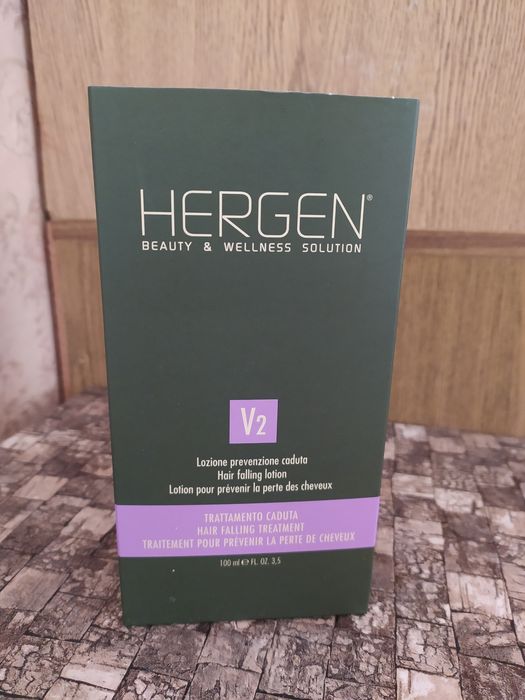 HERGEN®
BEAUTY & WELLNESS SOLUTION
V2
Lozione prevenzione caduta
Hair falling lotion
Lotion pour prévenir la perte des cheveux
TRATTAMENTO CADUTA
HAIR FALLING TREATMENT
TRAITEMENT POUR PRÉVENIR LA PERTE DE CHEVEUX
100 ml ℮ FL. OZ. 3,5